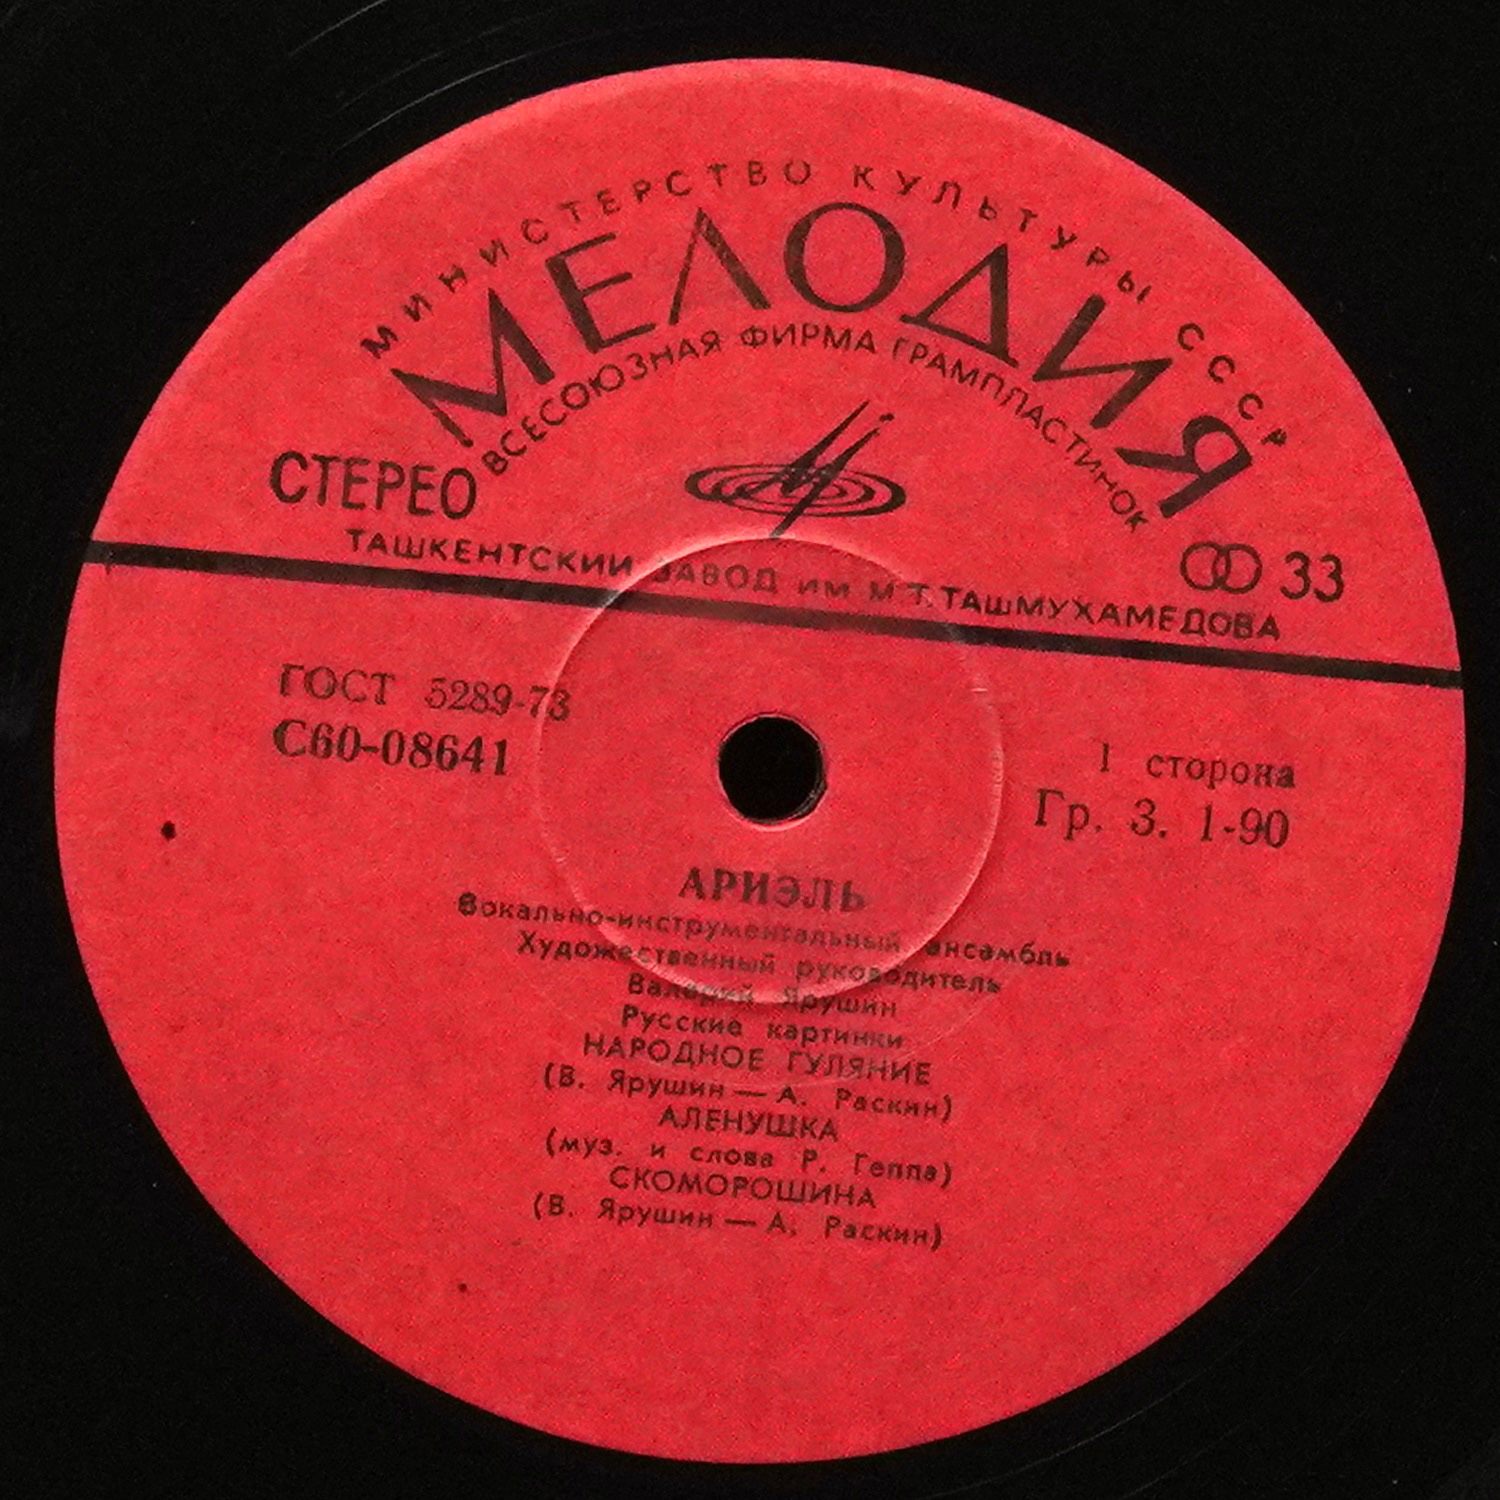 МИНИСТЕРСТВО КУЛЬТУРЫ СССР
МЕЛОДИЯ
ВСЕСОЮЗНАЯ ФИРМА ГРАМПЛАСТИНОК
СТЕРЕО
33
ТАШКЕНТСКИЙ ЗАВОД ИМ М.Т.ТАШМУХАМЕДОВА
ГОСТ 5289-73
С60-08641
1 сторона
Гр. 3. 1-90
АРИЭЛЬ
Вокально-инструментальный ансамбль
Художественный руководитель
Валерий Ярушин
Русские картинки
НАРОДНОЕ ГУЛЯНИЕ
(В. Ярушин — А. Раскин)
АЛЕНУШКА
(муз. и слова Р. Геппа)
СКОМОРОШИНА
(В. Ярушин — А. Раскин)